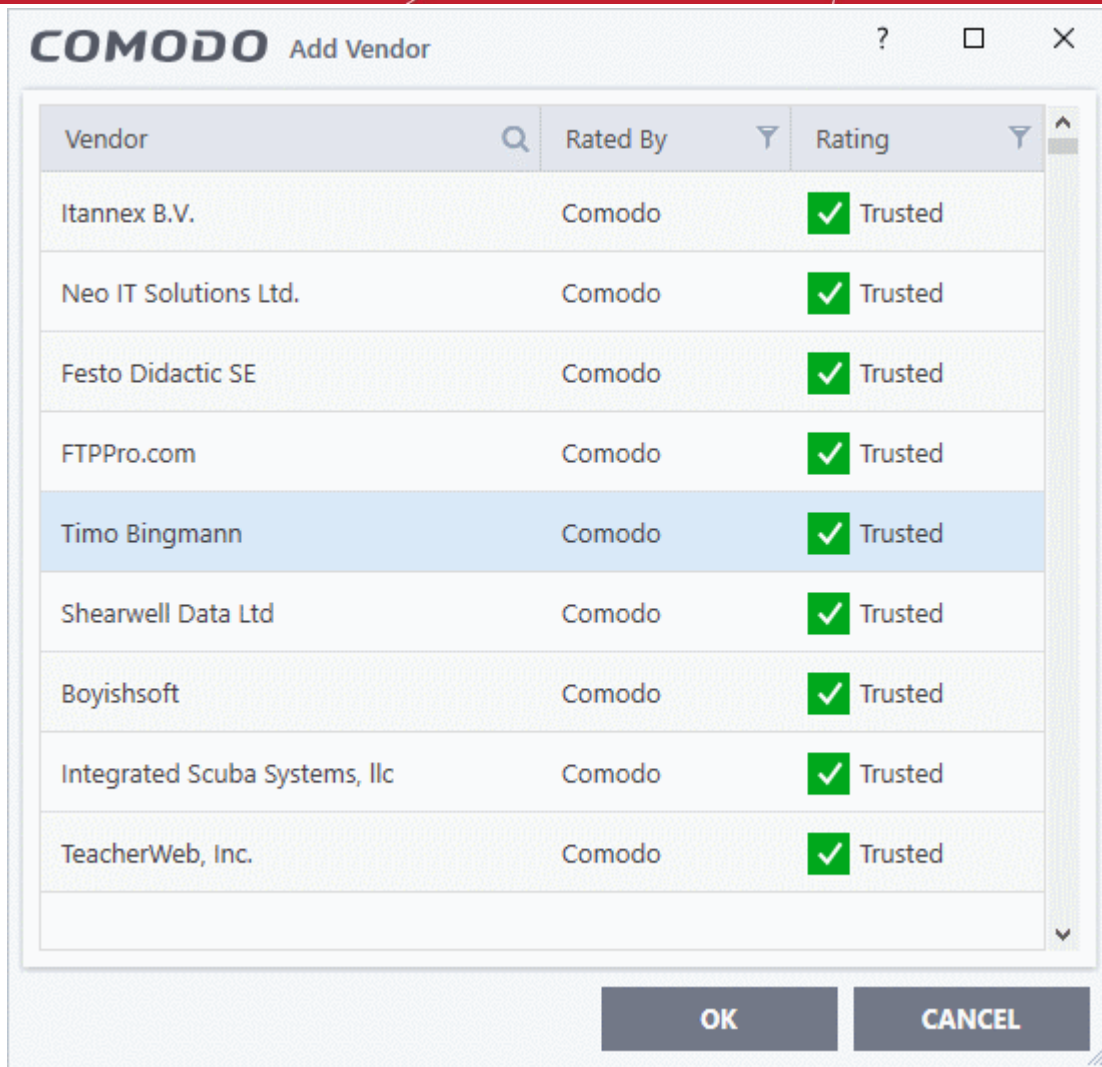 COMODO Add Vendor ?
Vendor Rated By Rating
Itannex B.V. Comodo Trusted
Neo IT Solutions Ltd. Comodo Trusted
Festo Didactic SE Comodo Trusted
FTPPro.com Comodo Trusted
Timo Bingmann Comodo Trusted
Shearwell Data Ltd Comodo Trusted
Boyishsoft Comodo Trusted
Integrated Scuba Systems, llc Comodo Trusted
TeacherWeb, Inc. Comodo Trusted
OK CANCEL